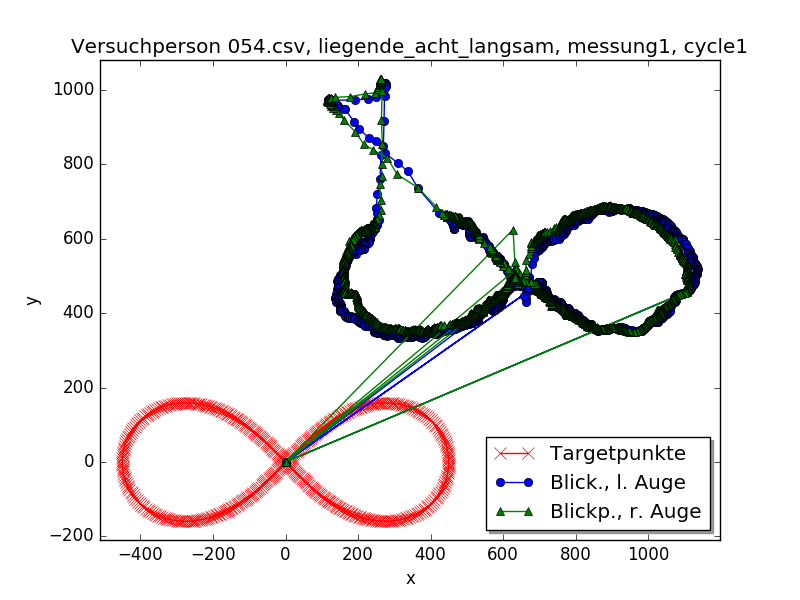 Versuchperson 054.csv, liegende_acht_langsam, messung1, cycle1
1000
800
600
400
200
0
−200
y
−400
−200
0
200
400
600
800
1000
x
Targetpunkte
Blick., l. Auge
Blickp., r. Auge